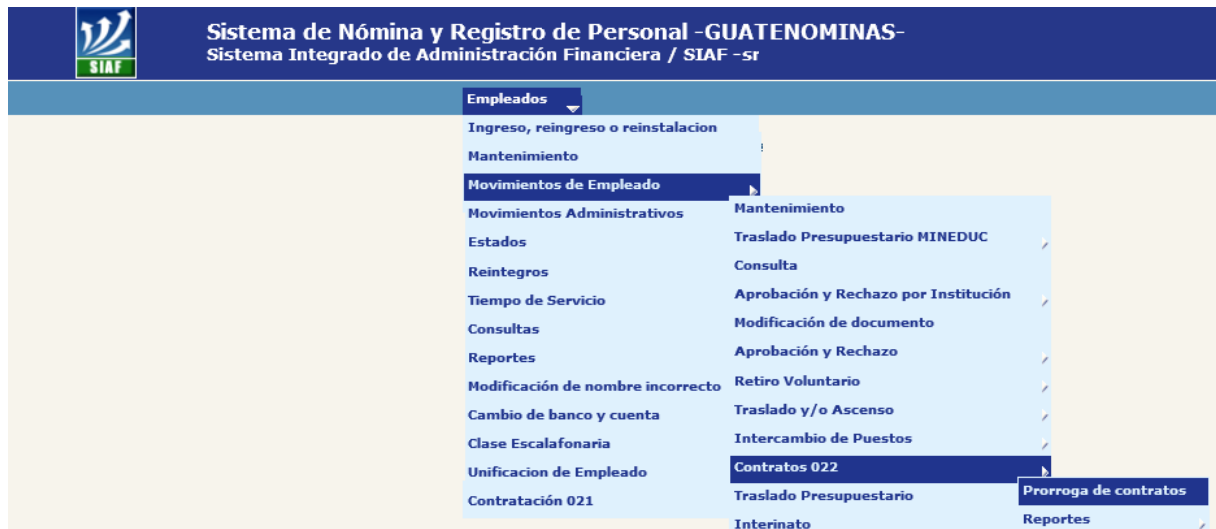 SIAF
Sistema de Nómina y Registro de Personal -GUATENOMINAS-
Sistema Integrado de Administración Financiera / SIAF -sr
Empleados
Ingreso, reingreso o reinstalacion
Mantenimiento
Movimientos de Empleado
Movimientos Administrativos
Estados
Reintegros
Tiempo de Servicio
Consultas
Reportes
Modificación de nombre incorrecto
Cambio de banco y cuenta
Clase Escalafonaria
Unificacion de Empleado
Contratación 021
Mantenimiento
Traslado Presupuestario MINEDUC
Consulta
Aprobación y Rechazo por Institución
Modificación de documento
Aprobación y Rechazo
Retiro Voluntario
Traslado y/o Ascenso
Intercambio de Puestos
Contratos 022
Traslado Presupuestario
Interinato
Prorroga de contratos
Reportes